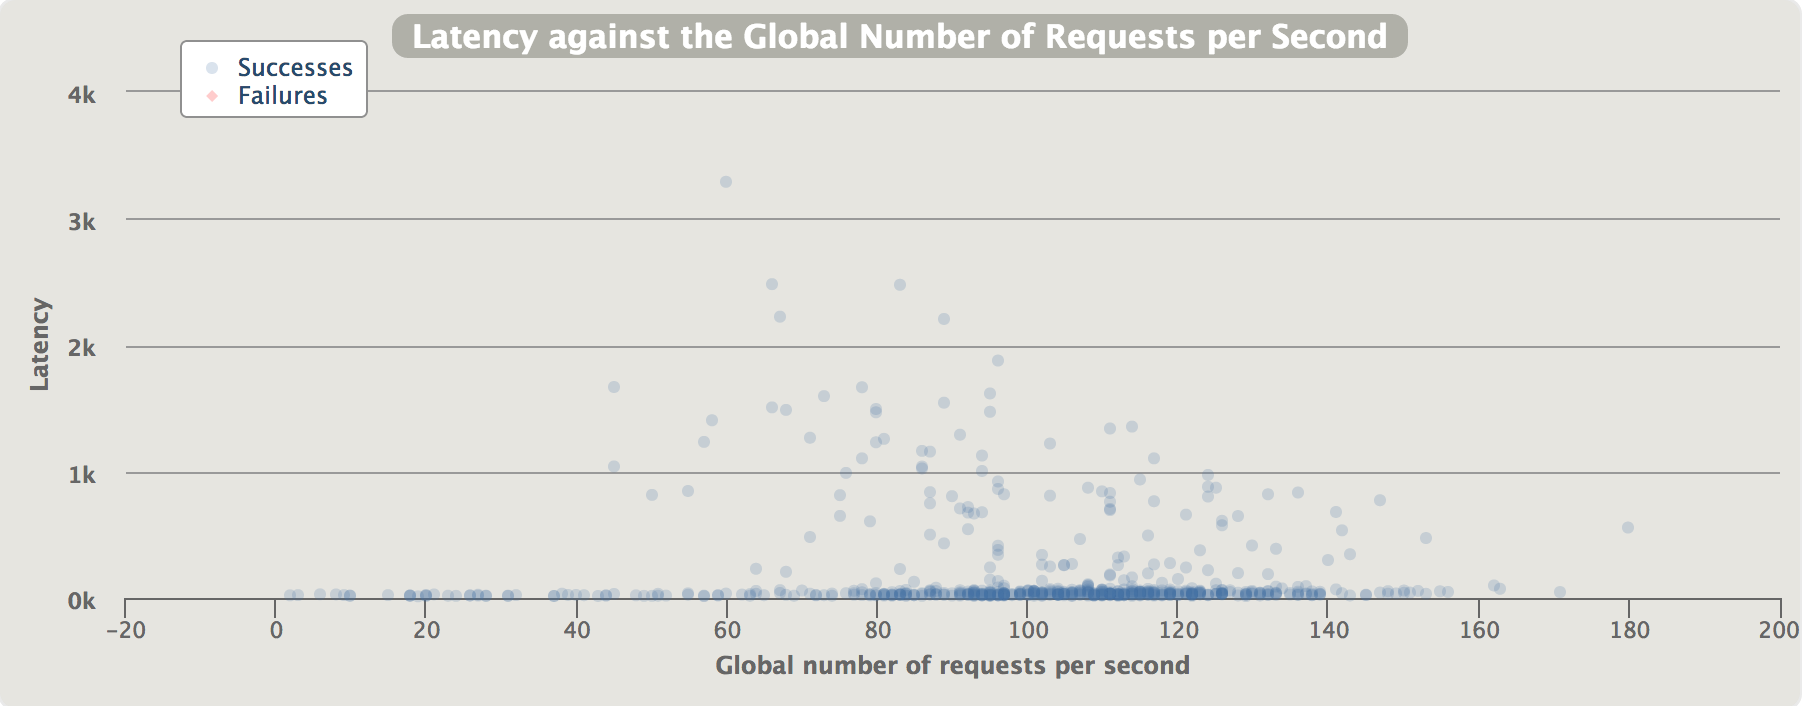 Latency against the Global Number of Requests per Second
Successes
Failures
4k
3k
2k
1k
0k
Latency
-20 0 20 40 60 80 100 120 140 160 180 200
Global number of requests per second